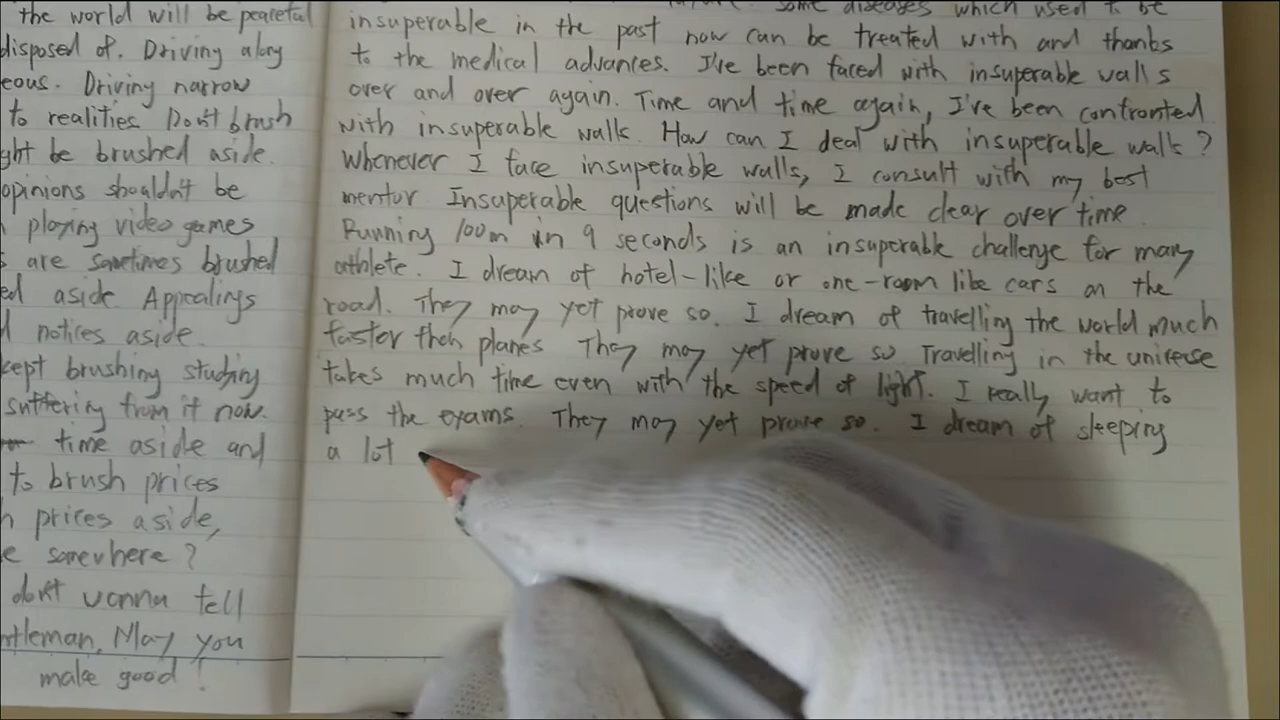 the world will be peaceful
disposed of. Driving along
eous. Driving narrow
to realities. Don't brush
ght be brushed aside.
opinions shouldn't be
playing video games
s are sometimes brushed
ed aside Appealings
d notices aside.
kept brushing studying
suffering from it now.
time aside and
to brush prices
h prices aside,
e somewhere?
don't wanna tell
ntleman, May you
make good!
some diseases which used to be
insuperable in the past now can be treated with and thanks
to the medical advances. I've been faced with insuperable walls
over and over again. Time and time again, I've been confronted
with insuperable walls. How can I deal with insuperable walls?
Whenever I face insuperable walls, I consult with my best
mentor Insuperable questions will be made clear over time.
Running 100m in 9 seconds is an insuperable challenge for many
athlete. I dream of hotel-like or one-room like cars on the
road. They may yet prove so. I dream of travelling the world much
faster then planes They may yet prove so Travelling in the universe
takes much time even with the speed of light. I really want to
pass the exams. They may yet prove so. I dream of sleeping
a lot